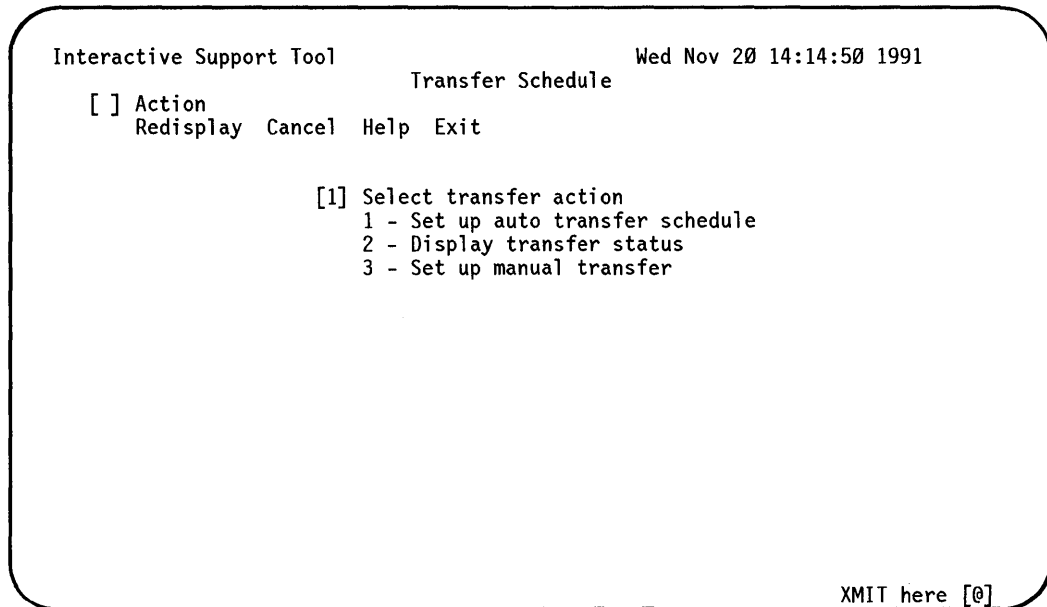 Interactive Support Tool Wed Nov 20 14:14:50 1991
Transfer Schedule
[ ] Action
Redisplay Cancel Help Exit
[1] Select transfer action
1 - Set up auto transfer schedule
2 - Display transfer status
3 - Set up manual transfer
XMIT here [@]